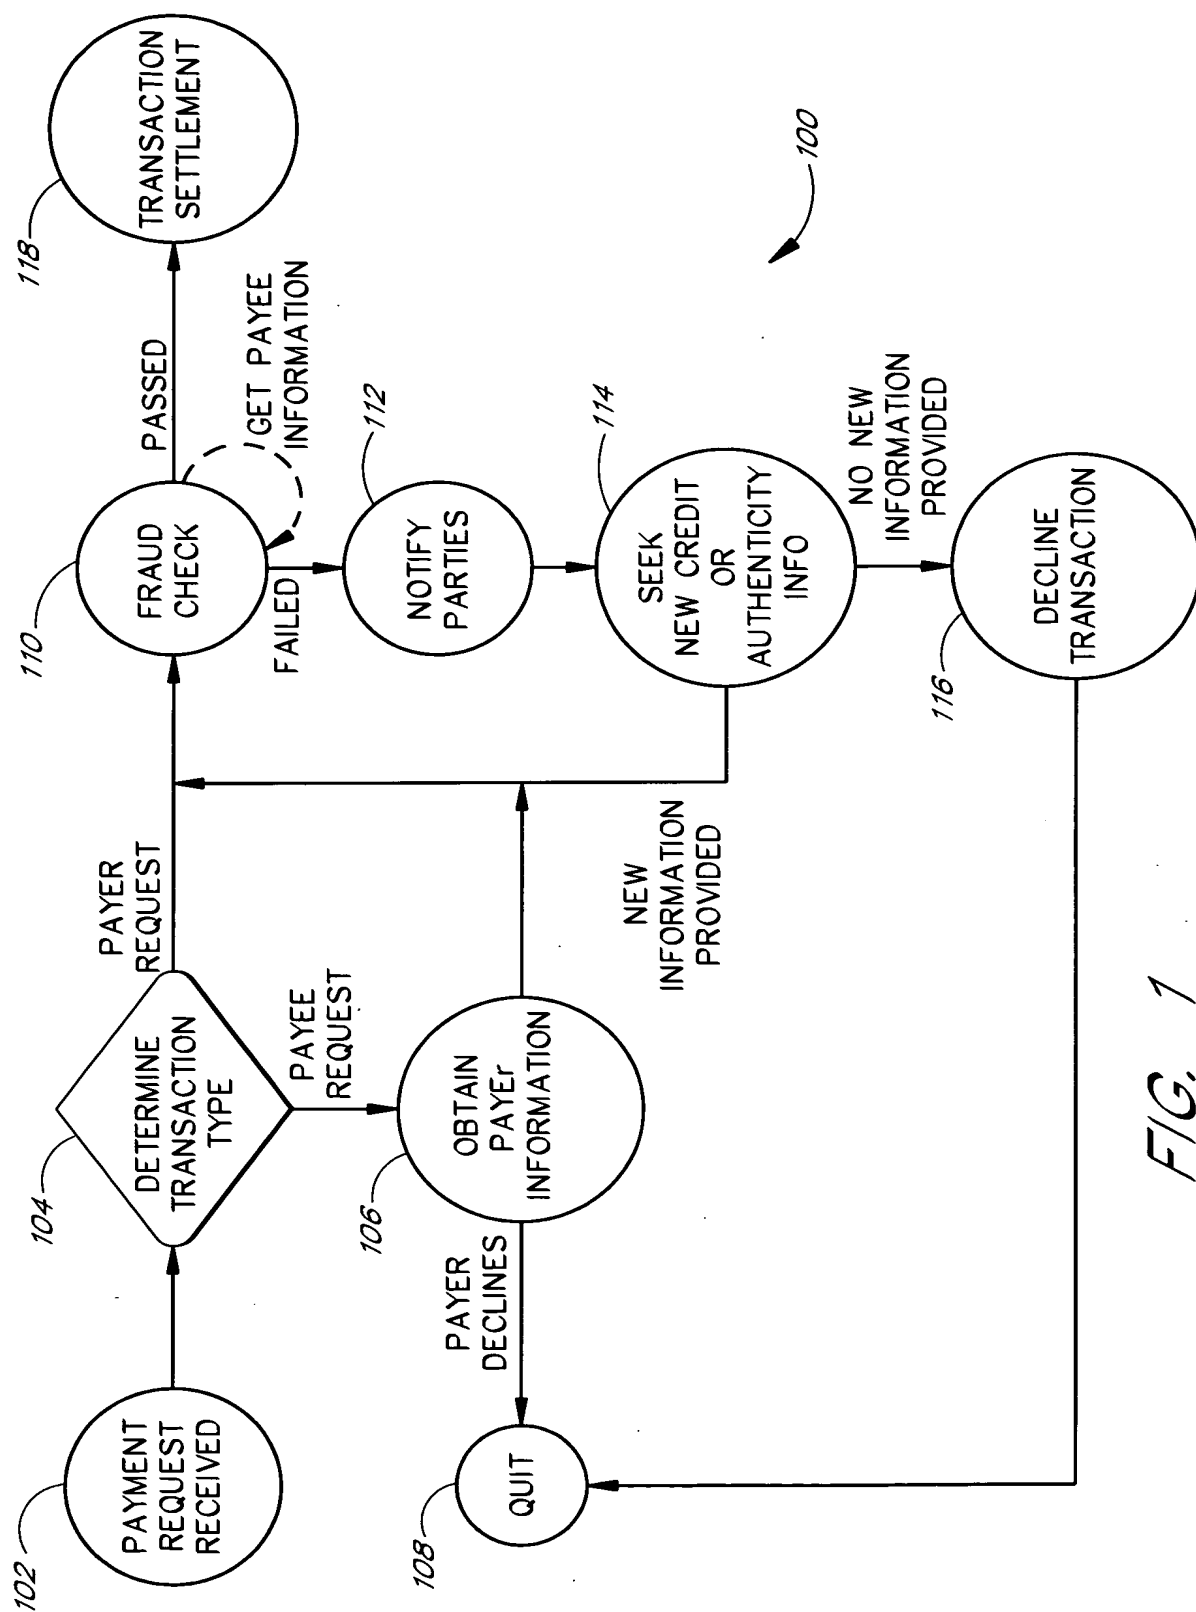 102
PAYMENT
REQUEST
RECEIVED
104
DETERMINE
TRANSACTION
TYPE
PAYER
REQUEST
110
FRAUD
CHECK
PASSED
118
TRANSACTION
SETTLEMENT
GET PAYEE
INFORMATION
FAILED
PAYEE
REQUEST
112
NOTIFY
PARTIES
108
QUIT
PAYER
DECLINES
106
OBTAIN
PAYEr
INFORMATION
114
SEEK
NEW CREDIT
OR
AUTHENTICITY
INFO
NEW
INFORMATION
PROVIDED
100
NO NEW
INFORMATION
PROVIDED
116
DECLINE
TRANSACTION
FIG. 1